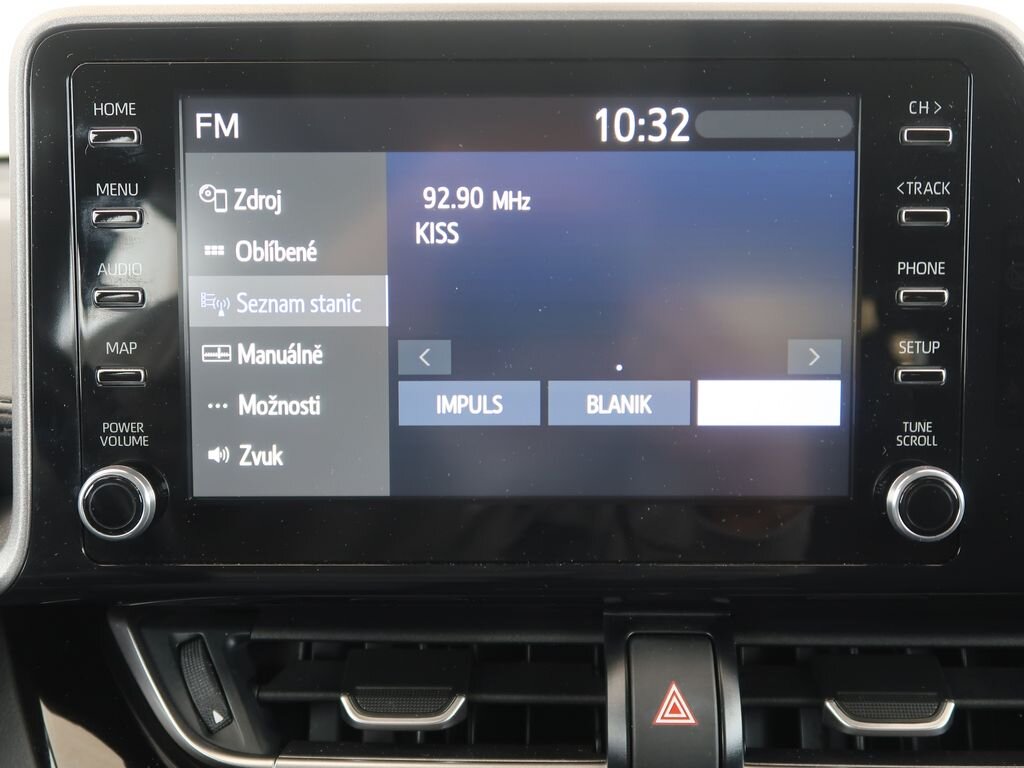 HOME
MENU
AUDIO
MAP
POWER
VOLUME
FM
10:32
Zdroj
Oblíbené
Seznam stanic
Manuálně
Možnosti
Zvuk
92.90 MHz
KISS
<
>
IMPULS
BLANIK
CH >
<TRACK
PHONE
SETUP
TUNE
SCROLL